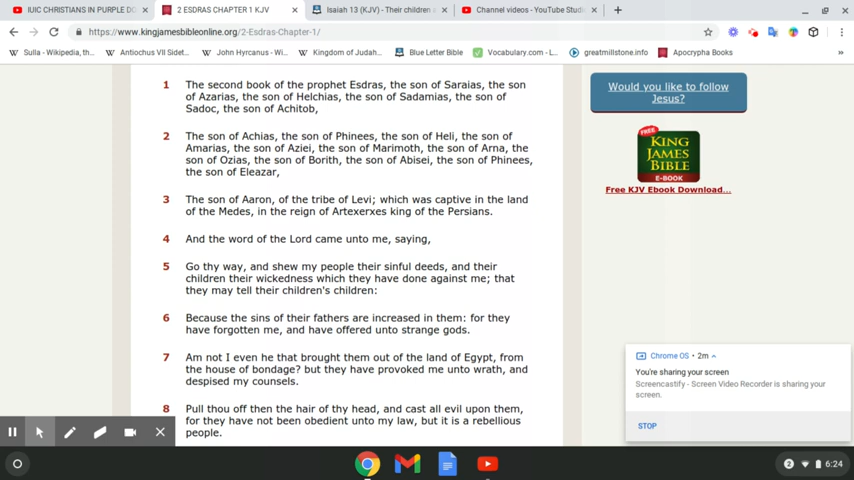 IUIC CHRISTIANS IN PURPLE DO
2 ESDRAS CHAPTER 1 KJV
Isaiah 13 (KJV) - Their children a
Channel videos - YouTube Studi
https://www.kingjamesbibleonline.org/2-Esdras-Chapter-1/
Sulla - Wikipedia, th...
Antiochus VII Sidet...
John Hyrcanus - Wi...
Kingdom of Judah...
Blue Letter Bible
Vocabulary.com - L...
greatmillstone.info
Apocrypha Books
»
1 The second book of the prophet Esdras, the son of Saraias, the son
of Azarias, the son of Helchias, the son of Sadamias, the son of
Sadoc, the son of Achitob,
2 The son of Achias, the son of Phinees, the son of Heli, the son of
Amarias, the son of Aziei, the son of Marimoth, the son of Arna, the
son of Ozias, the son of Borith, the son of Abisei, the son of Phinees,
the son of Eleazar,
3 The son of Aaron, of the tribe of Levi; which was captive in the land
of the Medes, in the reign of Artexerxes king of the Persians.
4 And the word of the Lord came unto me, saying,
5 Go thy way, and shew my people their sinful deeds, and their
children their wickedness which they have done against me; that
they may tell their children's children:
6 Because the sins of their fathers are increased in them: for they
have forgotten me, and have offered unto strange gods.
7 Am not I even he that brought them out of the land of Egypt, from
the house of bondage? but they have provoked me unto wrath, and
despised my counsels.
8 Pull thou off then the hair of thy head, and cast all evil upon them,
for they have not been obedient unto my law, but it is a rebellious
people.
Would you like to follow
Jesus?
FREE
KING
JAMES
BIBLE
E-BOOK
Free KJV Ebook Download...
Chrome OS • 2m
You're sharing your screen
Screencastify - Screen Video Recorder is sharing your
screen.
STOP
2
6:24